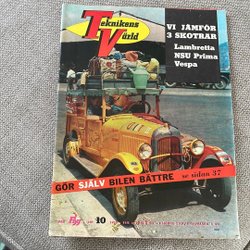 Teknikens
Värld
VI JÄMFÖR
3 SKOTRAR
Lambretta
NSU Prima
Vespa
GÖR SJÄLV BILEN BÄTTRE se sidan 37
10